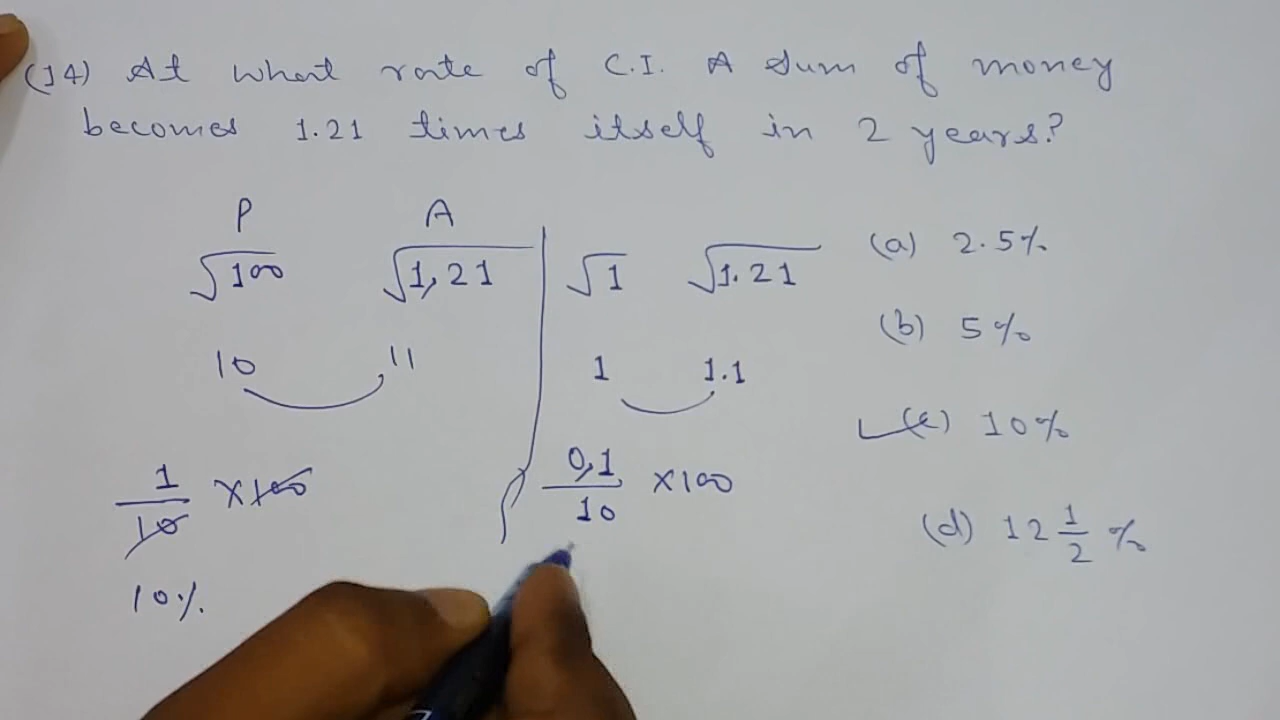 (14) At what rate of C.I. A sum of money
becomes 1.21 times itself in 2 years?
P A
√100 √1,21 √1 √1.21
10 11 1 1.1
1/10 ×100 0,1/10 ×100
10%
(a) 2.5%
(b) 5%
(c) 10%
(d) 12 1/2 %